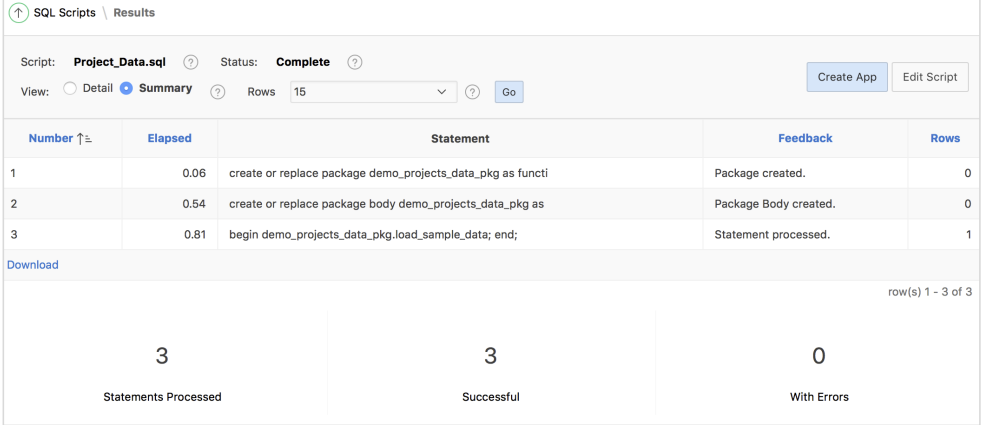 SQL Scripts \ Results
Script: Project_Data.sql ? Status: Complete ?
View: Detail Summary ? Rows 15 ? Go
Create App Edit Script
Number Elapsed Statement Feedback Rows
1 0.06 create or replace package demo_projects_data_pkg as functi Package created. 0
2 0.54 create or replace package body demo_projects_data_pkg as Package Body created. 0
3 0.81 begin demo_projects_data_pkg.load_sample_data; end; Statement processed. 1
Download
row(s) 1 - 3 of 3
3 3 0
Statements Processed Successful With Errors